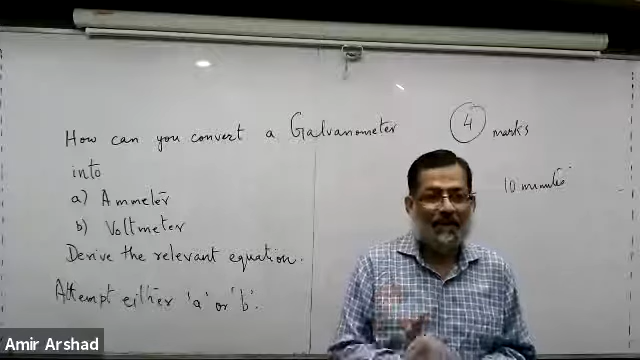 How can you convert a Galvanometer
4 marks
into
10 minutes
a) Ammeter
b) Voltmeter
Derive the relevant equation.
Attempt either 'a' or 'b'.
Amir Arshad